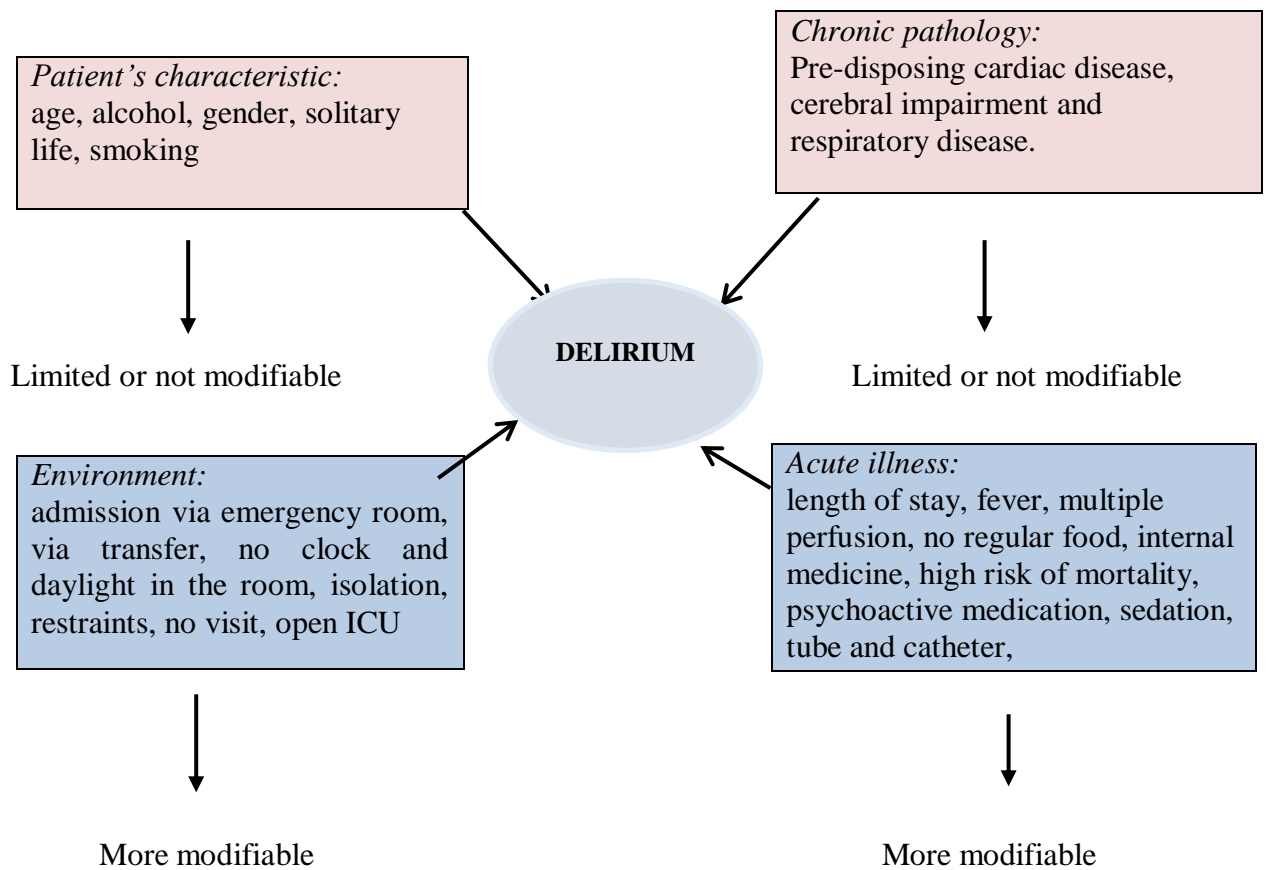 Patient’s characteristic:
age, alcohol, gender, solitary
life, smoking
Chronic pathology:
Pre-disposing cardiac disease,
cerebral impairment and
respiratory disease.
DELIRIUM
Limited or not modifiable
Limited or not modifiable
Environment:
admission via emergency room,
via transfer, no clock and
daylight in the room, isolation,
restraints, no visit, open ICU
Acute illness:
length of stay, fever, multiple
perfusion, no regular food, internal
medicine, high risk of mortality,
psychoactive medication, sedation,
tube and catheter,
More modifiable
More modifiable